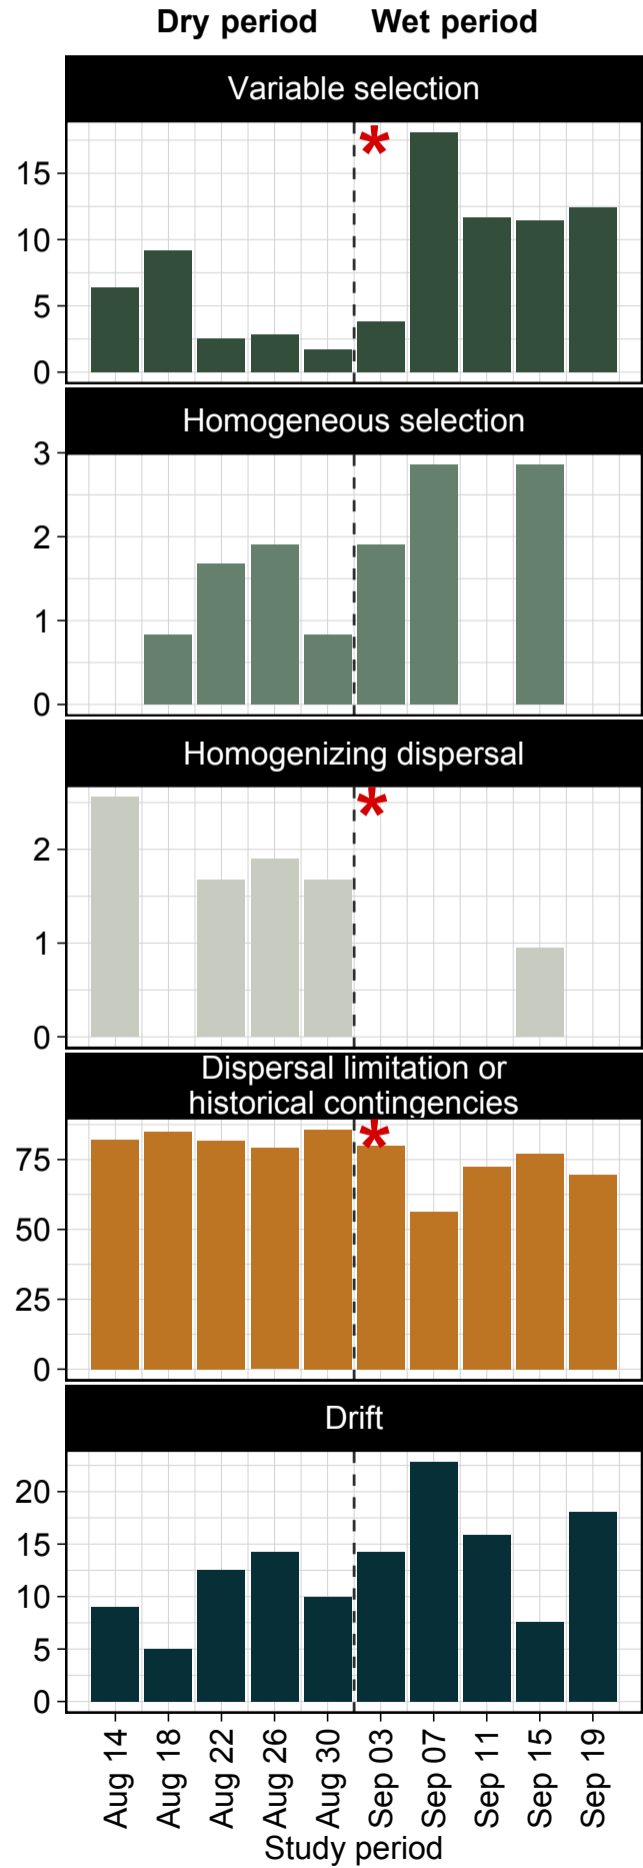 Dry period Wet period
Variable selection
*
15
10
5
0
Homogeneous selection
3
2
1
0
Homogenizing dispersal
*
2
1
0
Dispersal limitation or
historical contingencies
*
75
50
25
0
Drift
20
15
10
5
0
Aug 14 Aug 18 Aug 22 Aug 26 Aug 30 Sep 03 Sep 07 Sep 11 Sep 15 Sep 19
Study period